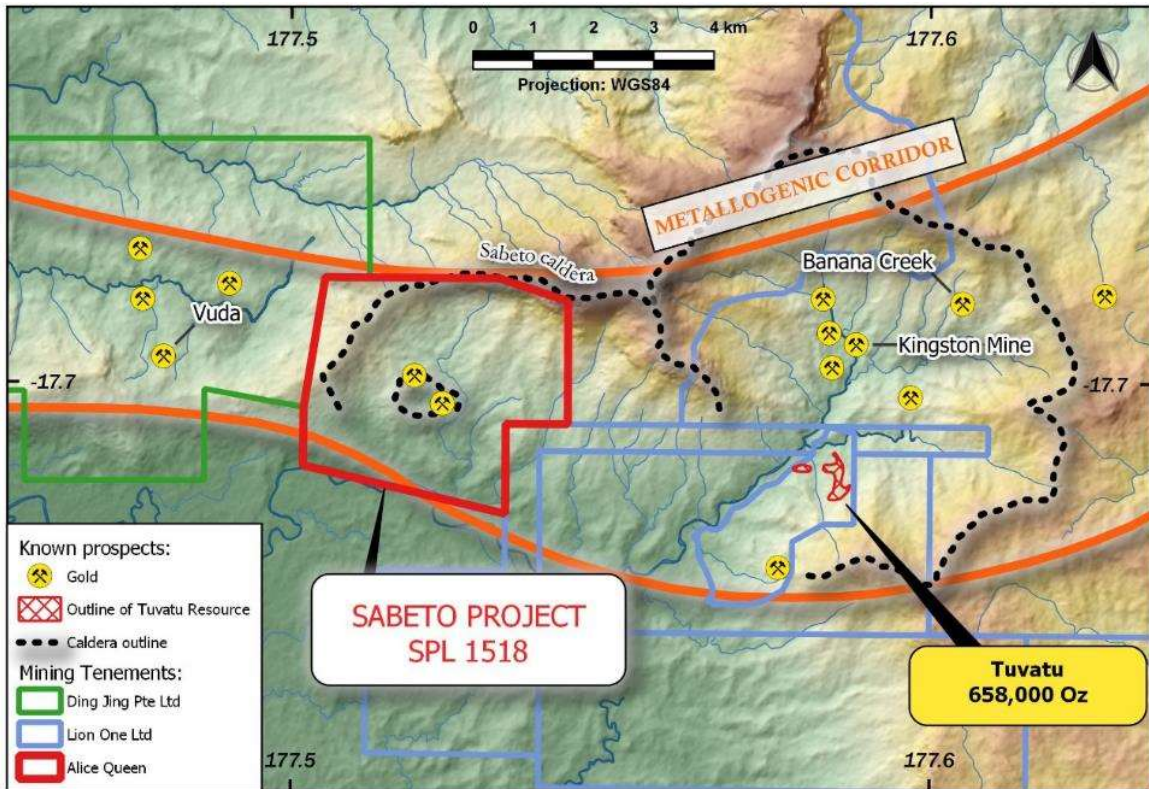 177.5
0 1 2 3 4 km
Projection: WGS84
177.6
METALLOGENIC CORRIDOR
Sabeto caldera
Banana Creek
Vuda
Kingston Mine
-17.7
-17.7
SABETO PROJECT
SPL 1518
Tuvatu
658,000 Oz
Known prospects:
Gold
Outline of Tuvatu Resource
Caldera outline
Mining Tenements:
Ding Jing Pte Ltd
Lion One Ltd
Alice Queen
177.5
177.6